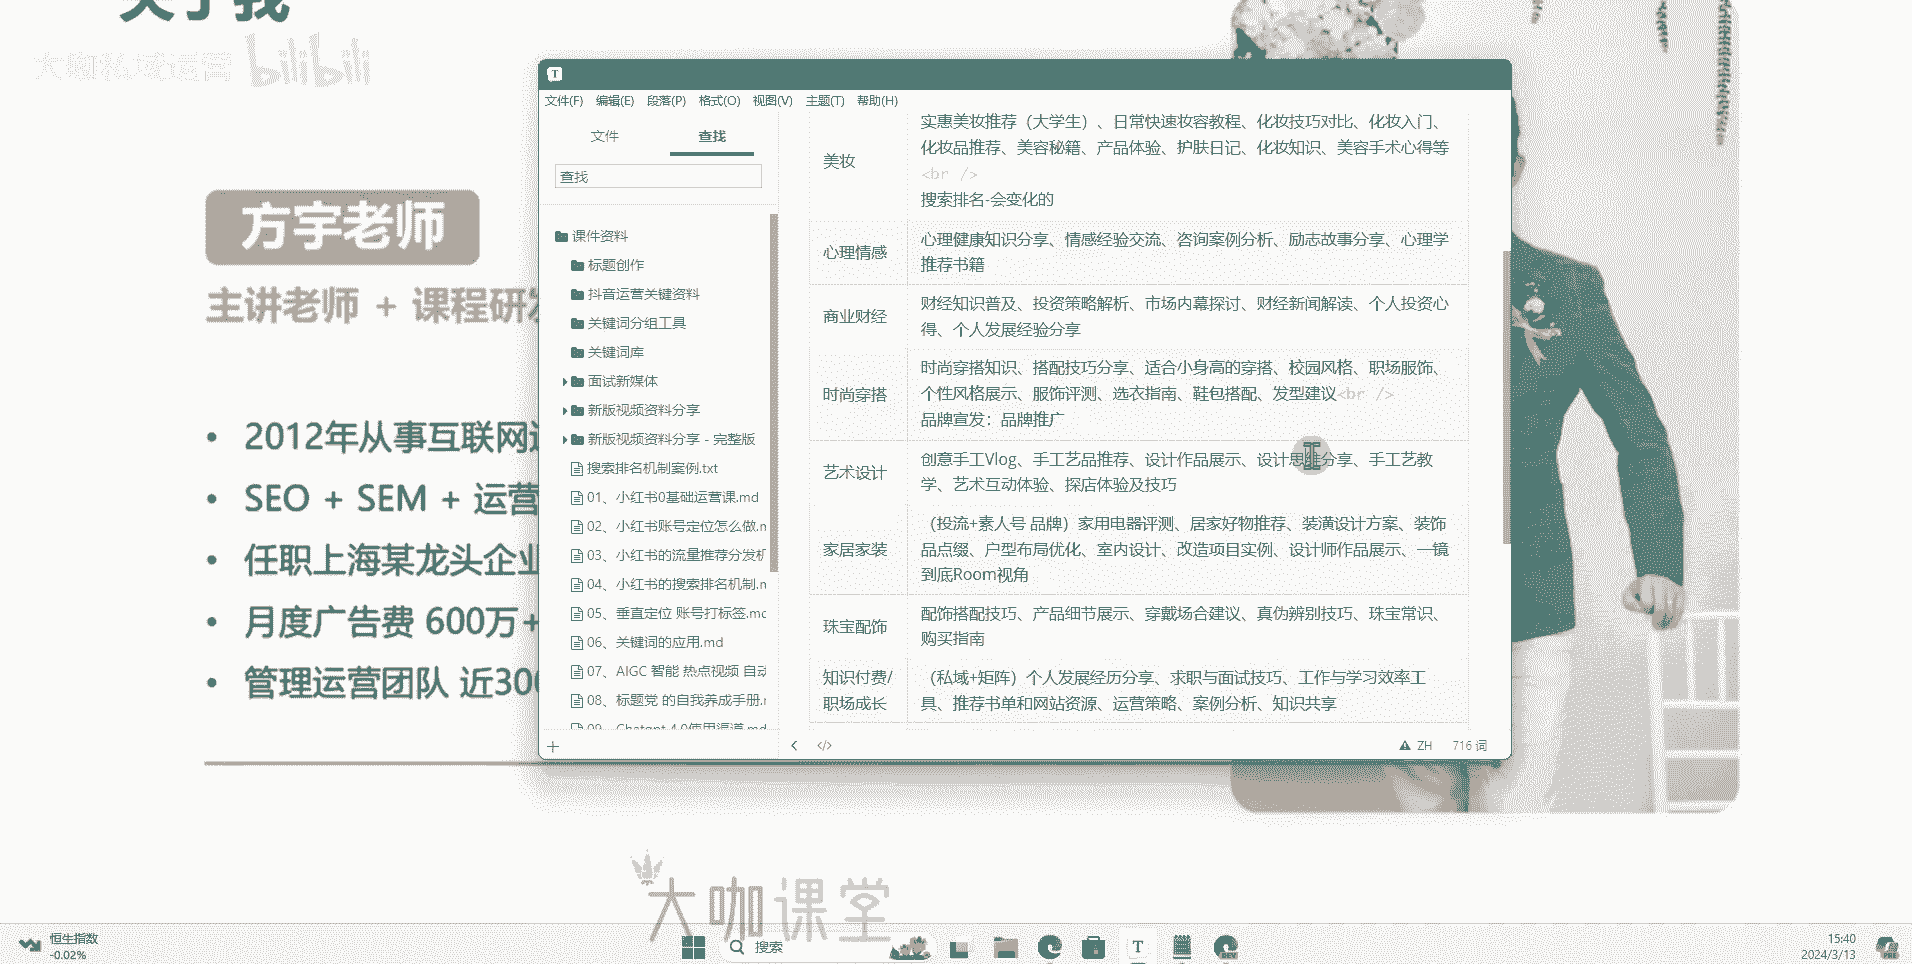 关于我
大咖私域运营 bilibili
方宇老师
主讲老师 + 课程研发
• 2012年从事互联网运
• SEO + SEM + 运营
• 任职上海某龙头企业
• 月度广告费 600万+
• 管理运营团队 近300
T
文件(F) 编辑(E) 段落(P) 格式(O) 视图(V) 主题(T) 帮助(H)
文件 查找
查找
课件资料
标题创作
抖音运营关键资料
关键词分组工具
关键词库
面试新媒体
新版视频资料分享
新版视频资料分享 - 完整版
搜索排名机制案例.txt
01、小红书0基础运营课.md
02、小红书账号定位怎么做.m
03、小红书的流量推荐分发机
04、小红书的搜索排名机制.m
05、垂直定位 账号打标签.md
06、关键词的应用.md
07、AIGC 智能 热点视频 自动
08、标题党 的自我养成手册.m
09、Chatgpt 4.0使用渠道.md
美妆
实惠美妆推荐（大学生）、日常快速妆容教程、化妆技巧对比、化妆入门、
化妆品推荐、美容秘籍、产品体验、护肤日记、化妆知识、美容手术心得等
<br />
搜索排名-会变化的
心理情感
心理健康知识分享、情感经验交流、咨询案例分析、励志故事分享、心理学
推荐书籍
商业财经
财经知识普及、投资策略解析、市场内幕探讨、财经新闻解读、个人投资心
得、个人发展经验分享
时尚穿搭
时尚穿搭知识、搭配技巧分享、适合小身高的穿搭、校园风格、职场服饰、
个性风格展示、服饰评测、选衣指南、鞋包搭配、发型建议<br />
品牌宣发：品牌推广
艺术设计
创意手工Vlog、手工艺品推荐、设计作品展示、设计思维分享、手工艺教
学、艺术互动体验、探店体验及技巧
家居家装
（投流+素人号 品牌）家用电器评测、居家好物推荐、装潢设计方案、装饰
品点缀、户型布局优化、室内设计、改造项目实例、设计师作品展示、一镜
到底Room视角
珠宝配饰
配饰搭配技巧、产品细节展示、穿戴场合建议、真伪辨别技巧、珠宝常识、
购买指南
知识付费/
职场成长
（私域+矩阵）个人发展经历分享、求职与面试技巧、工作与学习效率工
具、推荐书单和网站资源、运营策略、案例分析、知识共享
</> ZH 716 词
大咖课堂
恒生指数
-0.02%
搜索
T
DEV
15:40
2024/3/13
PRE